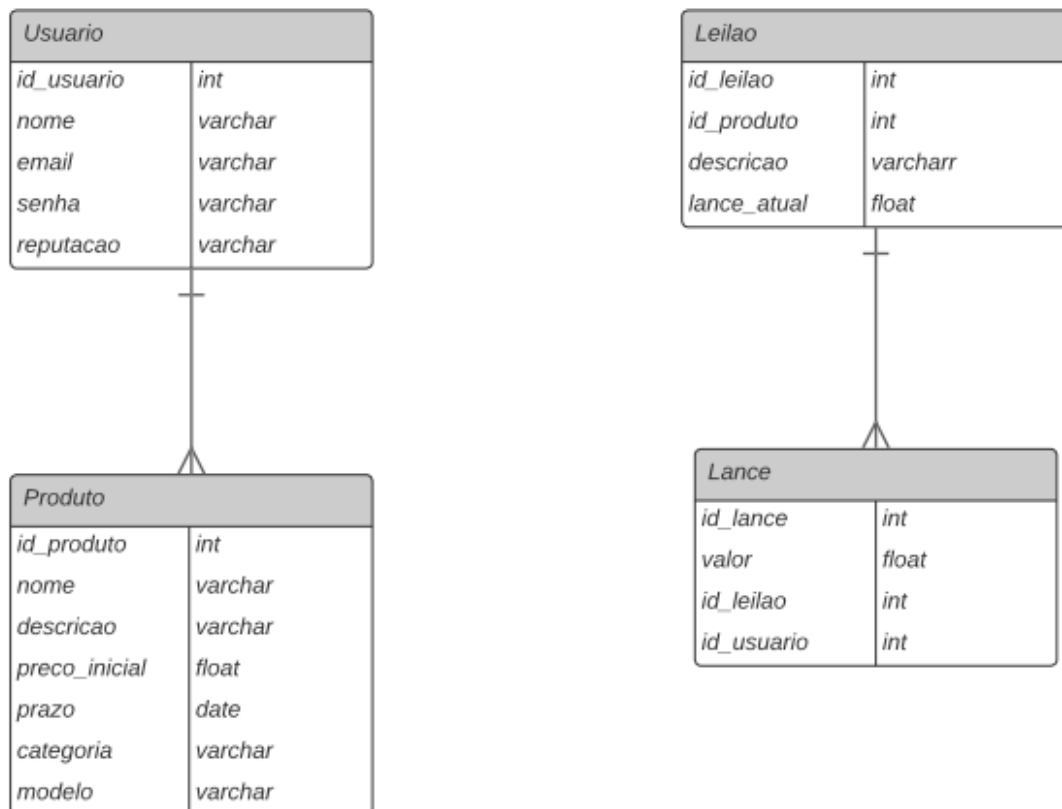 Usuario
id_usuario int
nome varchar
email varchar
senha varchar
reputacao varchar
Produto
id_produto int
nome varchar
descricao varchar
preco_inicial float
prazo date
categoria varchar
modelo varchar
Leilao
id_leilao int
id_produto int
descricao varcharr
lance_atual float
Lance
id_lance int
valor float
id_leilao int
id_usuario int